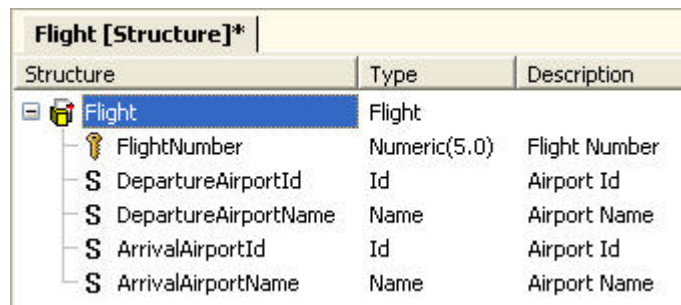 Flight [Structure]*
Structure Type Description
Flight Flight
FlightNumber Numeric(5.0) Flight Number
S DepartureAirportId Id Airport Id
S DepartureAirportName Name Airport Name
S ArrivalAirportId Id Airport Id
S ArrivalAirportName Name Airport Name